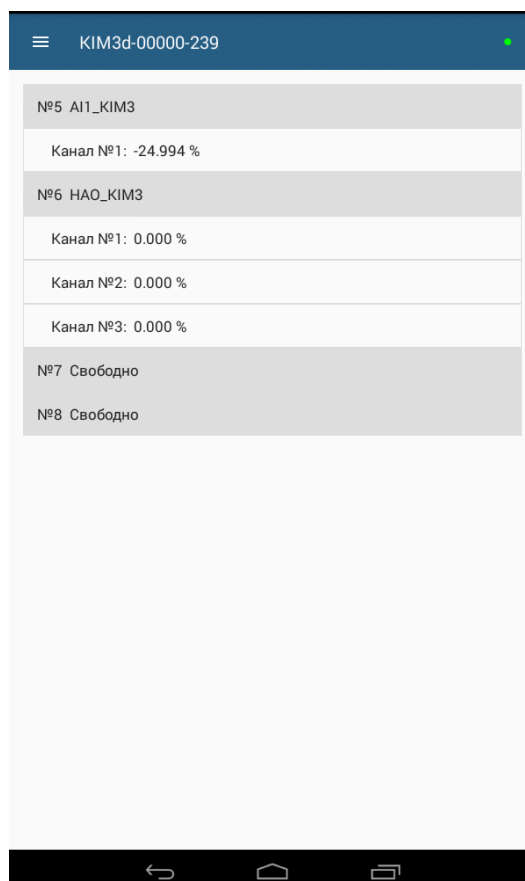 KIM3d-00000-239
№5 AI1_KIM3
Канал №1: -24.994 %
№6 HAO_KIM3
Канал №1: 0.000 %
Канал №2: 0.000 %
Канал №3: 0.000 %
№7 Свободно
№8 Свободно